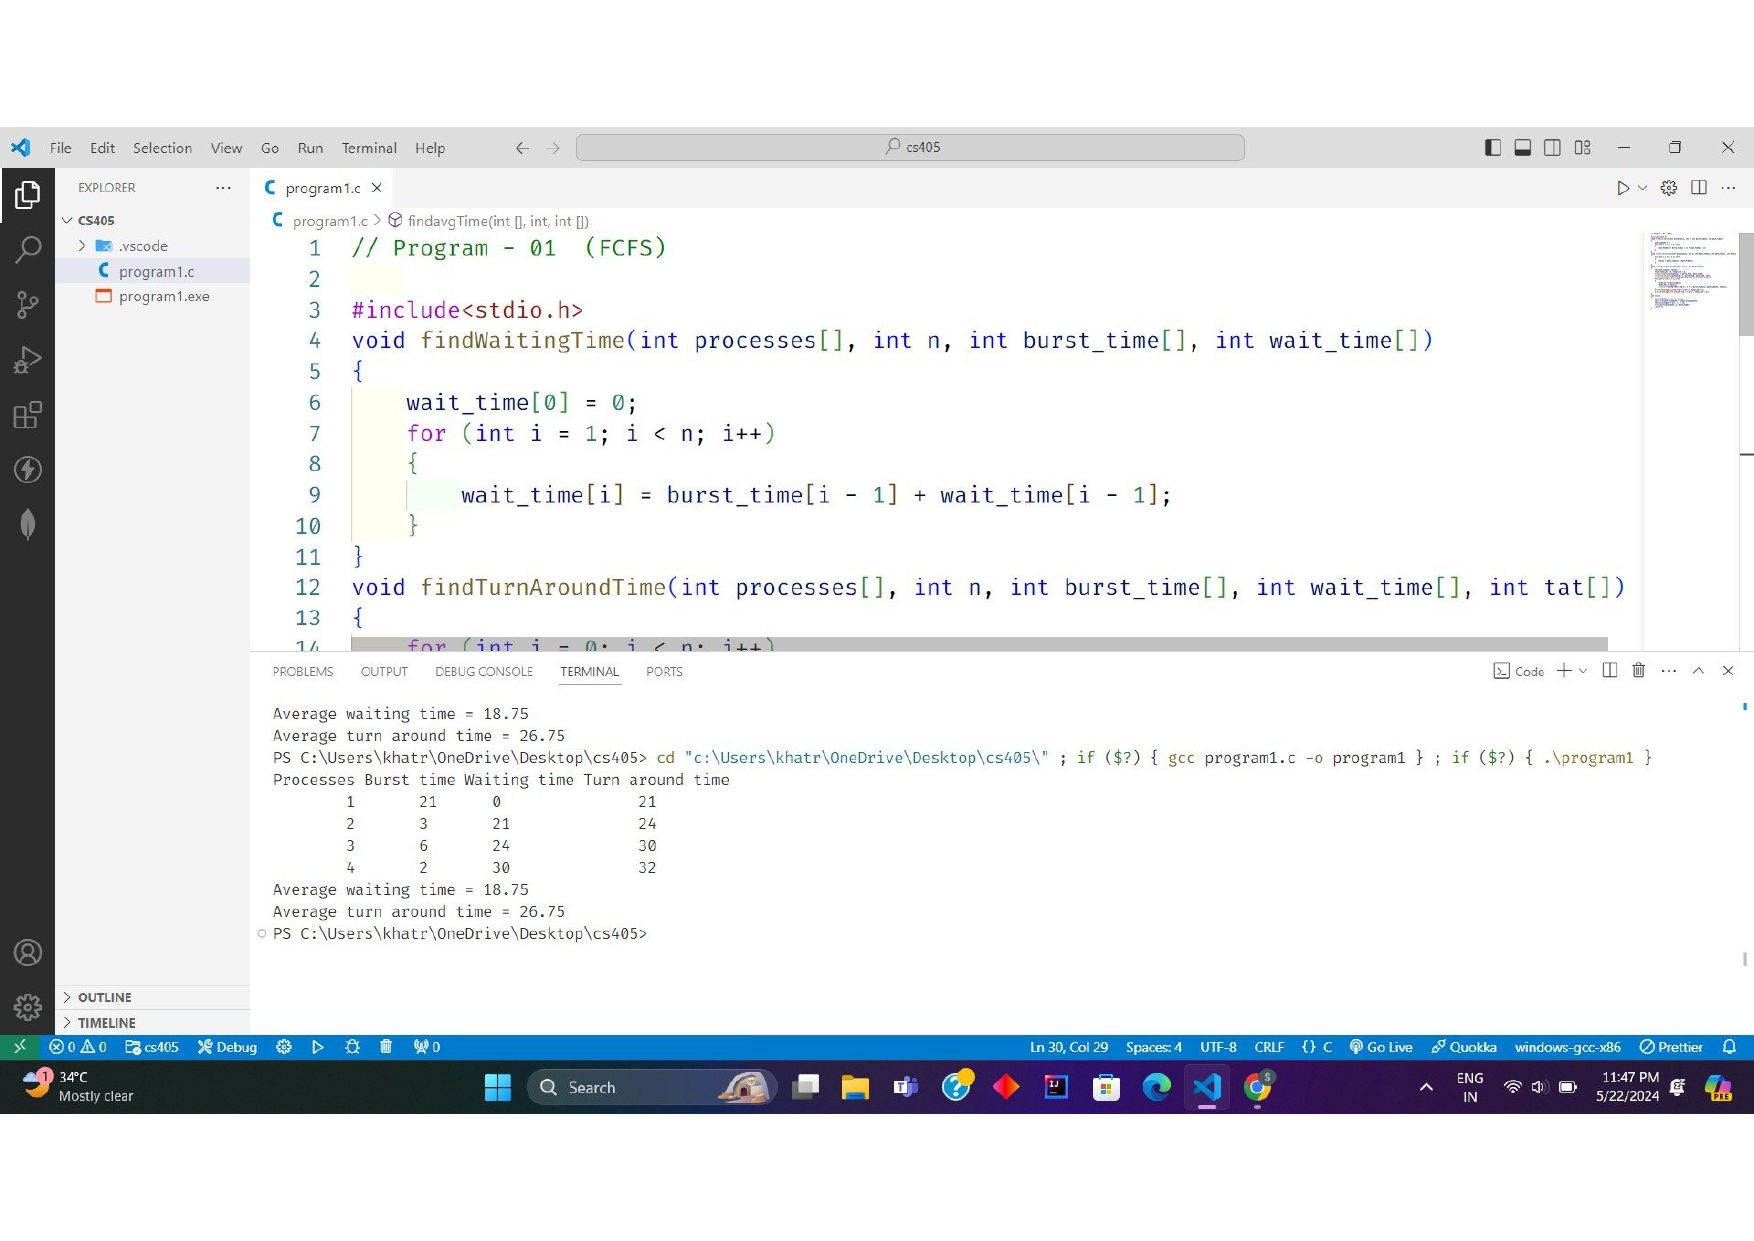 File Edit Selection View Go Run Terminal Help
cs405
EXPLORER
program1.c
CS405
program1.c > findavgTime(int [], int, int [])
.vscode
program1.c
program1.exe
1 // Program - 01 (FCFS)
2
3 #include<stdio.h>
4 void findWaitingTime(int processes[], int n, int burst_time[], int wait_time[])
5 {
6 wait_time[0] = 0;
7 for (int i = 1; i < n; i++)
8 {
9 wait_time[i] = burst_time[i - 1] + wait_time[i - 1];
10 }
11 }
12 void findTurnAroundTime(int processes[], int n, int burst_time[], int wait_time[], int tat[])
13 {
14 for (int i = 0; i < n; i++)
PROBLEMS OUTPUT DEBUG CONSOLE TERMINAL PORTS
Code
Average waiting time = 18.75
Average turn around time = 26.75
PS C:\Users\khatr\OneDrive\Desktop\cs405> cd "c:\Users\khatr\OneDrive\Desktop\cs405\" ; if ($?) { gcc program1.c -o program1 } ; if ($?) { .\program1 }
Processes Burst time Waiting time Turn around time
1 21 0 21
2 3 21 24
3 6 24 30
4 2 30 32
Average waiting time = 18.75
Average turn around time = 26.75
PS C:\Users\khatr\OneDrive\Desktop\cs405>
OUTLINE
TIMELINE
0 0 cs405 Debug 0
Ln 30, Col 29 Spaces: 4 UTF-8 CRLF {} C Go Live Quokka windows-gcc-x86 Prettier
1
34°C
Mostly clear
Search
ENG
IN
11:47 PM
5/22/2024
PRE